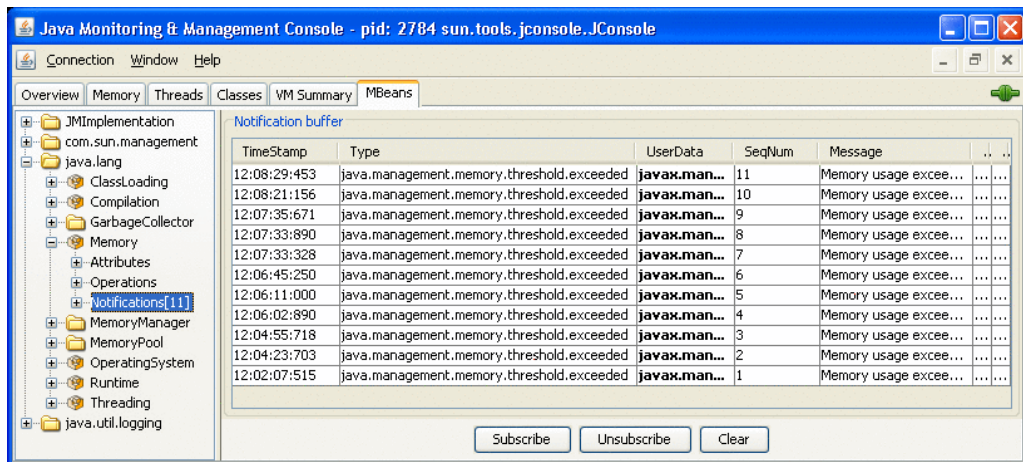 Java Monitoring & Management Console - pid: 2784 sun.tools.jconsole.JConsole
Connection Window Help
Overview Memory Threads Classes VM Summary MBeans
JMImplementation
com.sun.management
java.lang
ClassLoading
Compilation
GarbageCollector
Memory
Attributes
Operations
Notifications[11]
MemoryManager
MemoryPool
OperatingSystem
Runtime
Threading
java.util.logging
Notification buffer
TimeStamp Type UserData SeqNum Message .. ..
12:08:29:453 java.management.memory.threshold.exceeded javax.man... 11 Memory usage excee... ... ...
12:08:21:156 java.management.memory.threshold.exceeded javax.man... 10 Memory usage excee... ... ...
12:07:35:671 java.management.memory.threshold.exceeded javax.man... 9 Memory usage excee... ... ...
12:07:33:890 java.management.memory.threshold.exceeded javax.man... 8 Memory usage excee... ... ...
12:07:33:328 java.management.memory.threshold.exceeded javax.man... 7 Memory usage excee... ... ...
12:06:45:250 java.management.memory.threshold.exceeded javax.man... 6 Memory usage excee... ... ...
12:06:11:000 java.management.memory.threshold.exceeded javax.man... 5 Memory usage excee... ... ...
12:06:02:890 java.management.memory.threshold.exceeded javax.man... 4 Memory usage excee... ... ...
12:04:55:718 java.management.memory.threshold.exceeded javax.man... 3 Memory usage excee... ... ...
12:04:23:703 java.management.memory.threshold.exceeded javax.man... 2 Memory usage excee... ... ...
12:02:07:515 java.management.memory.threshold.exceeded javax.man... 1 Memory usage excee... ... ...
Subscribe Unsubscribe Clear